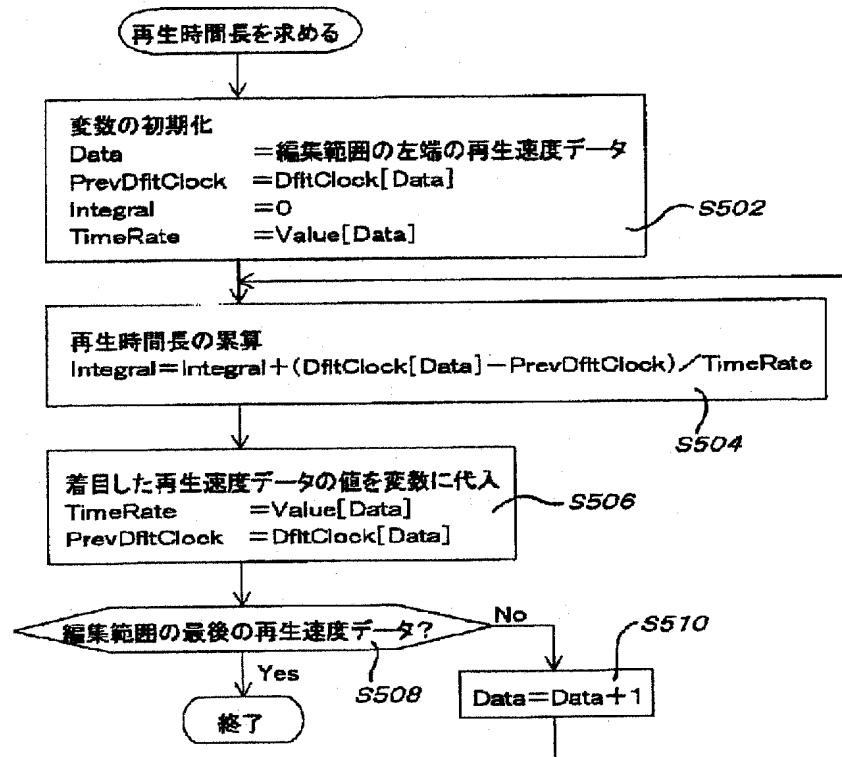 再生時間長を求める
変数の初期化
Data =編集範囲の左端の再生速度データ
PrevDfltClock =DfltClock[Data]
Integral =0
TimeRate =Value[Data]
S502
再生時間長の累算
Integral=Integral+(DfltClock[Data]-PrevDfltClock)/TimeRate
S504
着目した再生速度データの値を変数に代入
TimeRate =Value[Data]
PrevDfltClock =DfltClock[Data]
S506
編集範囲の最後の再生速度データ?
No
S510
Yes
S508
Data=Data+1
終了